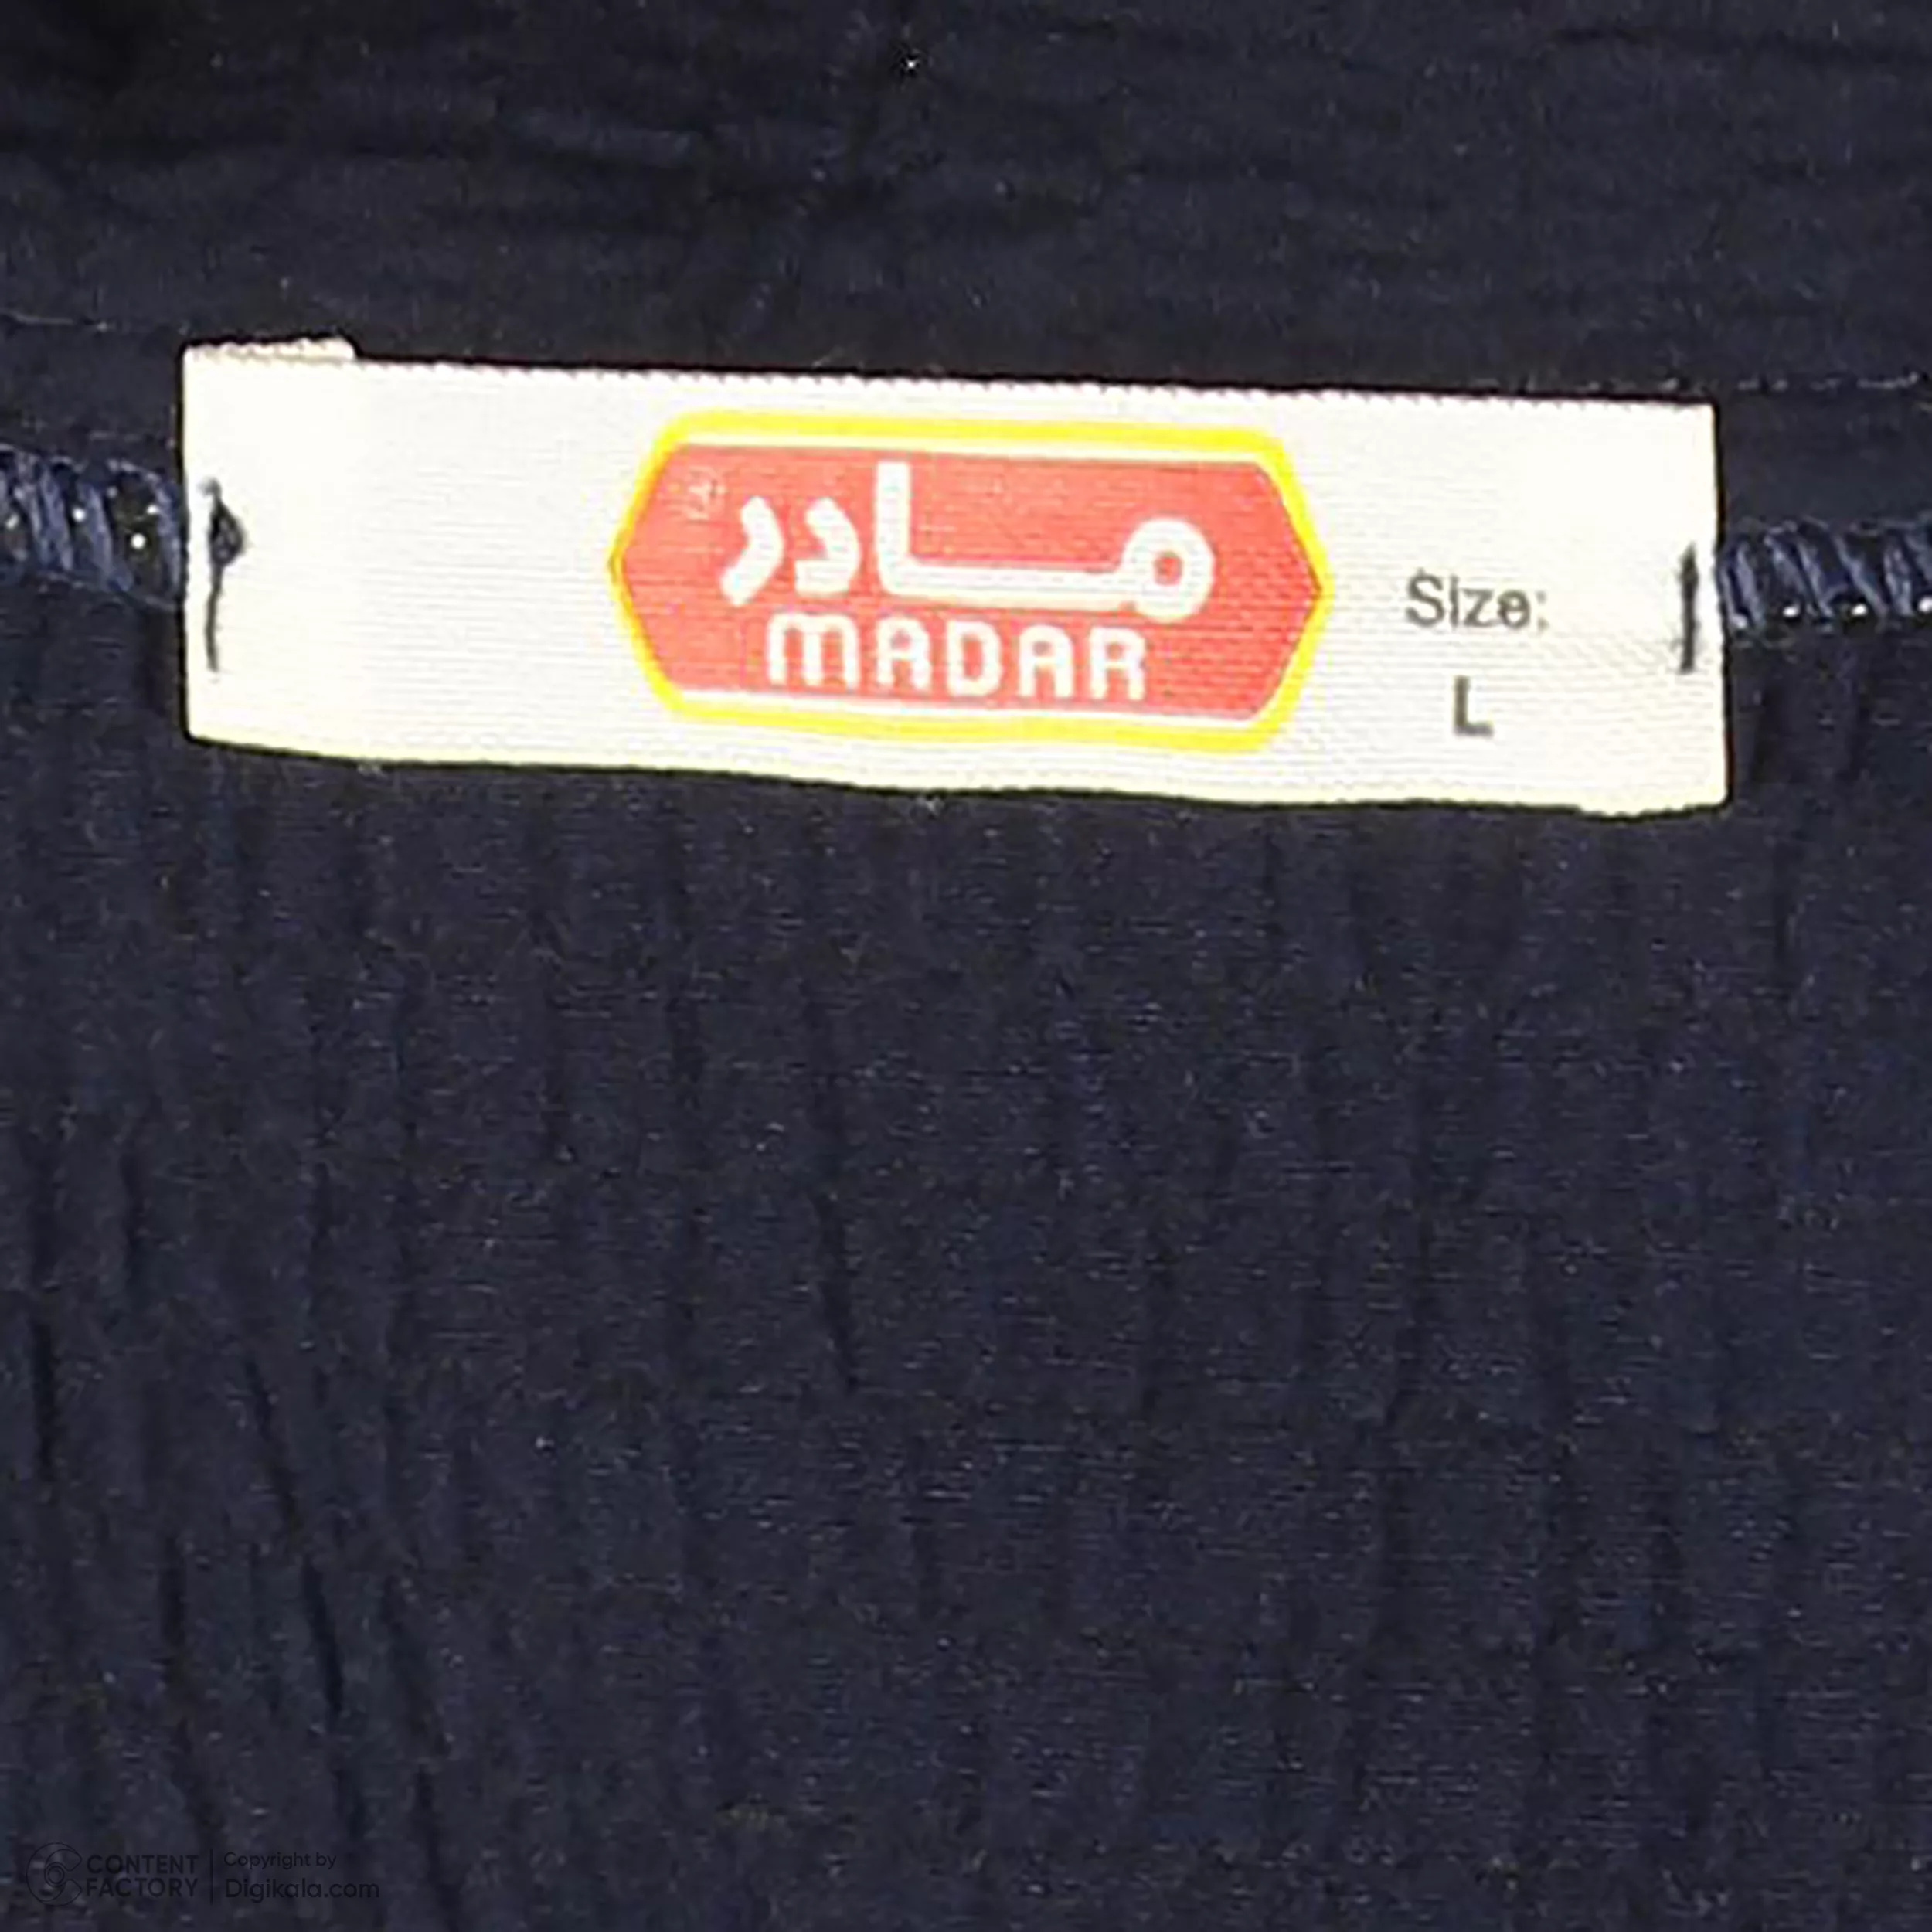 مادر
MADAR
Size:
L
CONTENT
FACTORY
Copyright by
Digikala.com